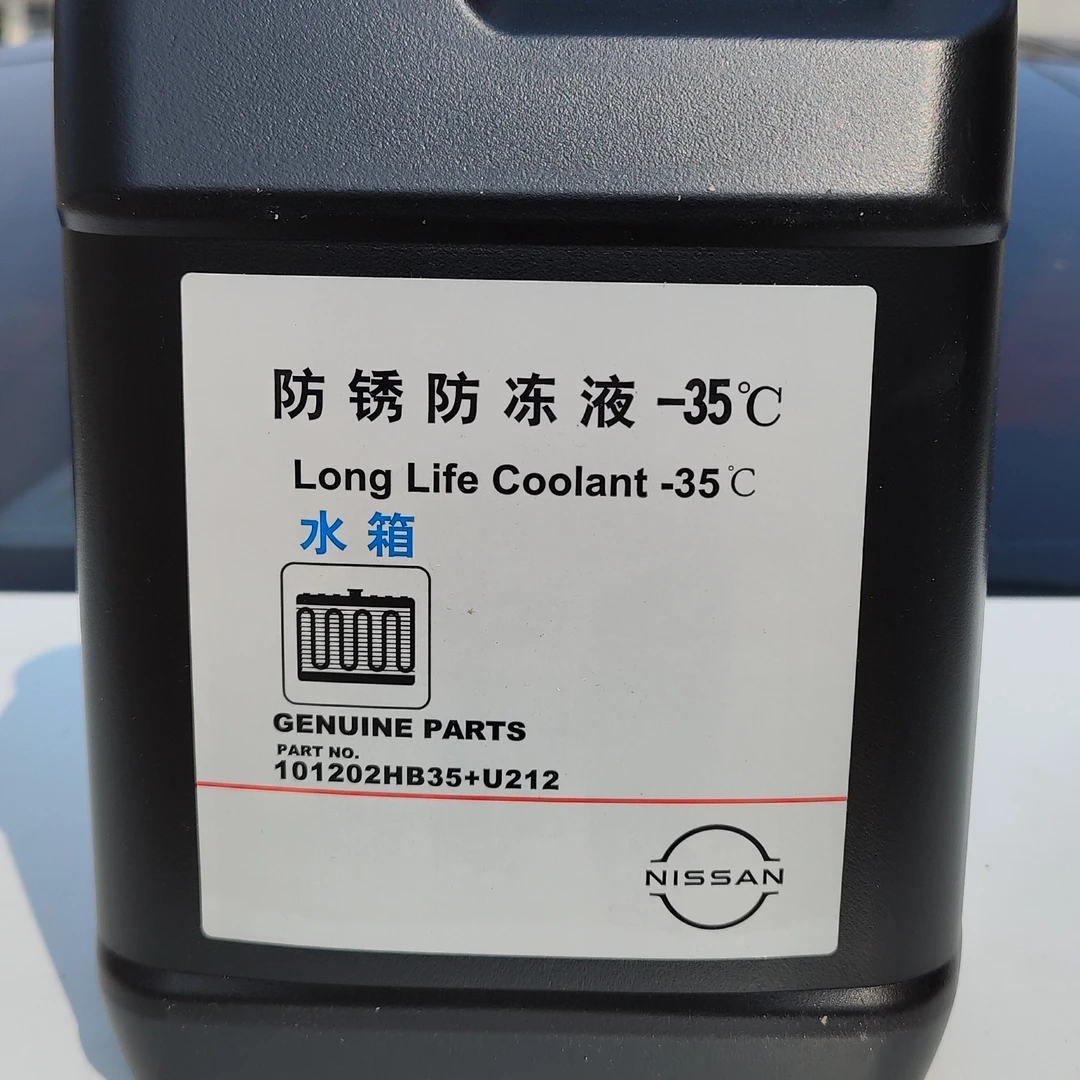 防锈防冻液-35℃
Long Life Coolant -35℃
水箱
GENUINE PARTS
PART NO.
101202HB35+U212
NISSAN